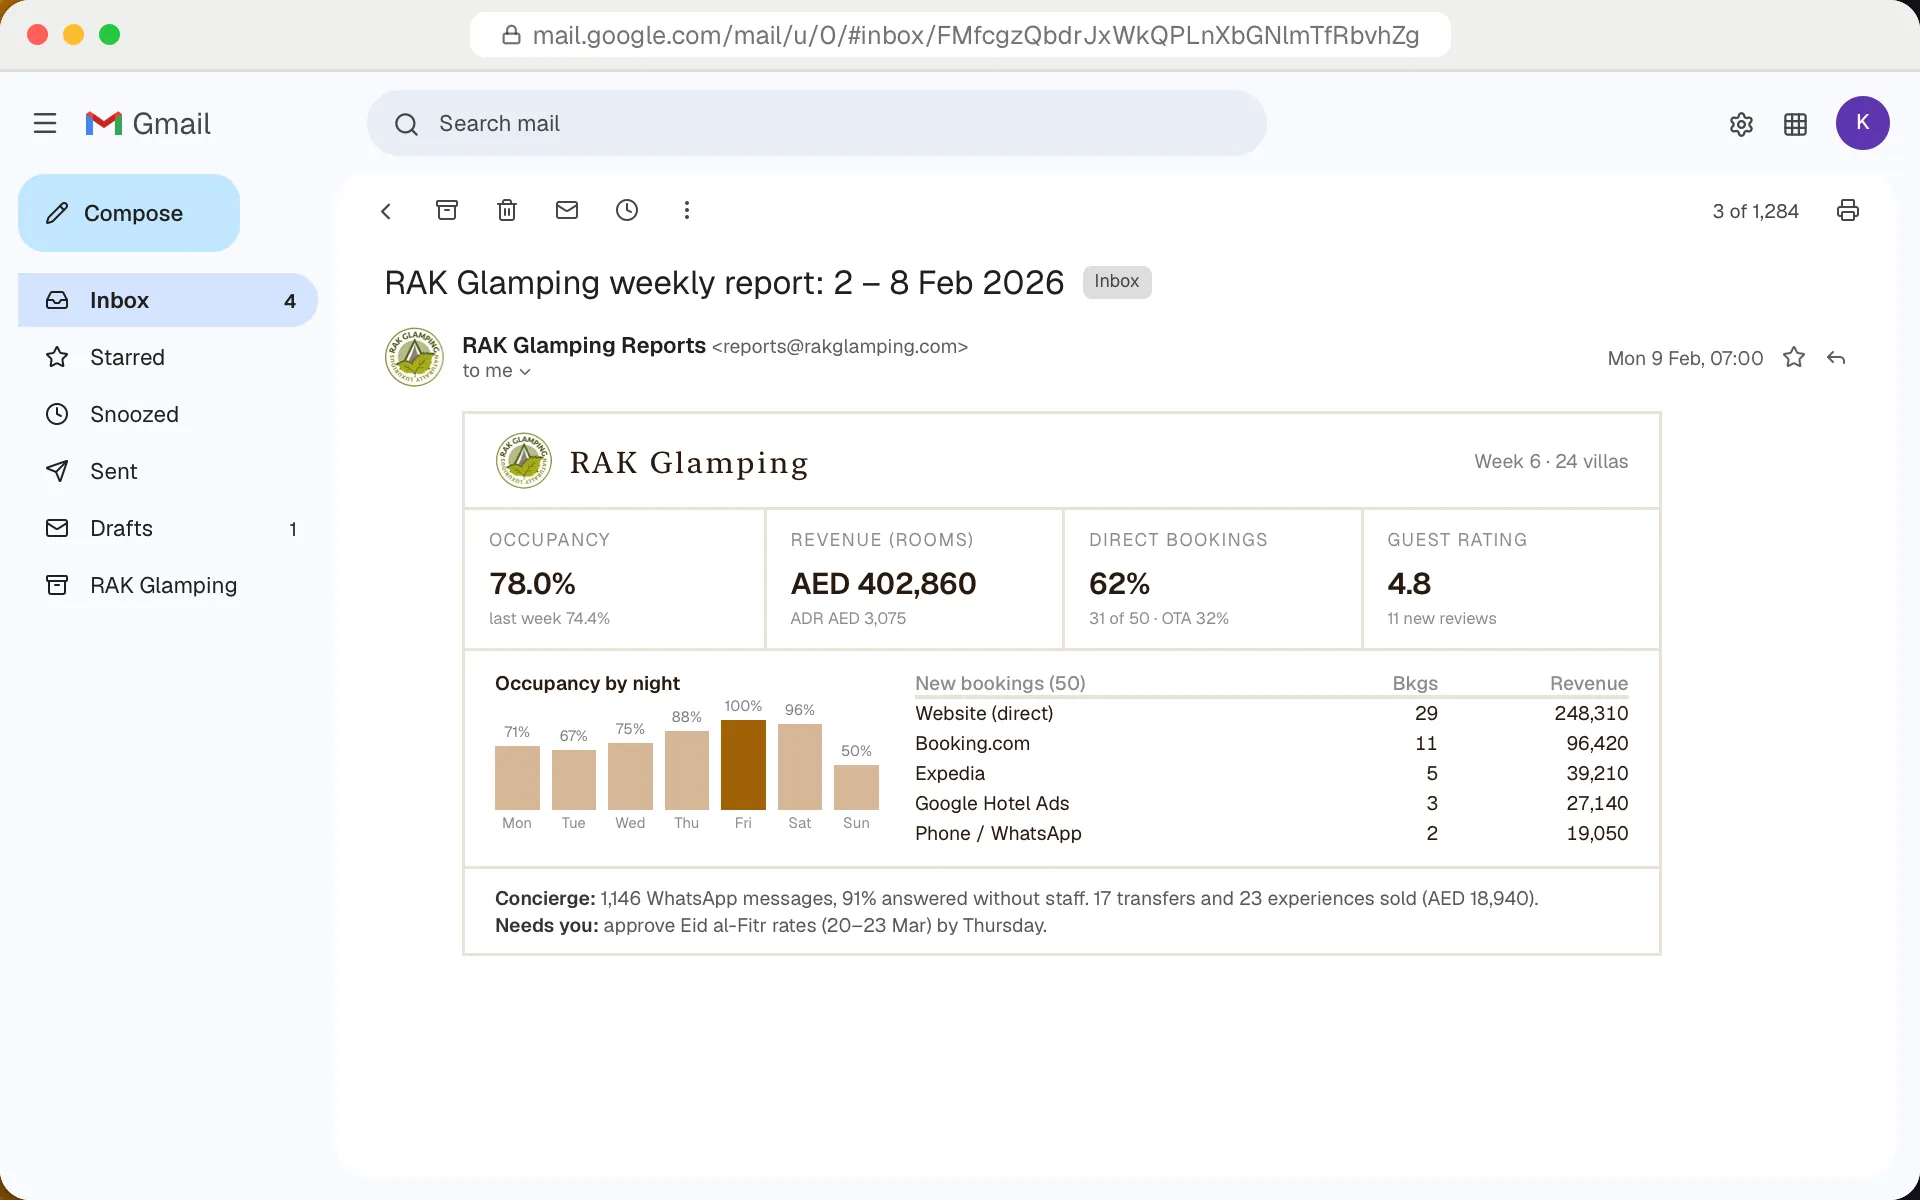 mail.google.com/mail/u/0/#inbox/FMfcgzQbdrJxWkQPLnXbGNlmTfRbvhZg
Gmail
Search mail
K
Compose
Inbox 4
Starred
Snoozed
Sent
Drafts 1
RAK Glamping
3 of 1,284
RAK Glamping weekly report: 2 – 8 Feb 2026 Inbox
RAK GLAMPING
NATURALLY LUXURIOUS
RAK Glamping Reports <reports@rakglamping.com>
to me
Mon 9 Feb, 07:00
RAK GLAMPING
NATURALLY LUXURIOUS
RAK Glamping
Week 6 · 24 villas
OCCUPANCY
78.0%
last week 74.4%
REVENUE (ROOMS)
AED 402,860
ADR AED 3,075
DIRECT BOOKINGS
62%
31 of 50 · OTA 32%
GUEST RATING
4.8
11 new reviews
Occupancy by night
71% 67% 75% 88% 100% 96% 50%
Mon Tue Wed Thu Fri Sat Sun
New bookings (50) Bkgs Revenue
Website (direct) 29 248,310
Booking.com 11 96,420
Expedia 5 39,210
Google Hotel Ads 3 27,140
Phone / WhatsApp 2 19,050
Concierge: 1,146 WhatsApp messages, 91% answered without staff. 17 transfers and 23 experiences sold (AED 18,940).
Needs you: approve Eid al-Fitr rates (20–23 Mar) by Thursday.